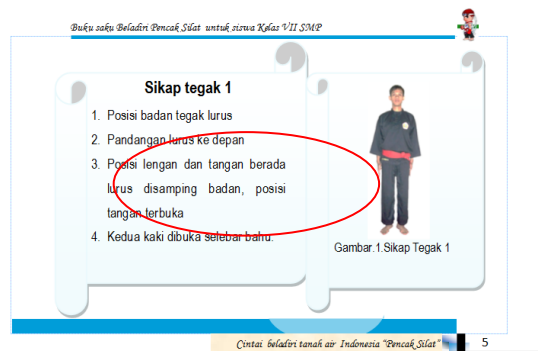 Buku saku Beladiri Pencak Silat untuk siswa Kelas VII SMP
Sikap tegak 1
1. Posisi badan tegak lurus
2. Pandangan lurus ke depan
3. Posisi lengan dan tangan berada
lurus disamping badan, posisi
tangan terbuka
4. Kedua kaki dibuka selebar bahu.
Gambar.1.Sikap Tegak 1
Cintai beladiri tanah air Indonesia "Pencak Silat"
5